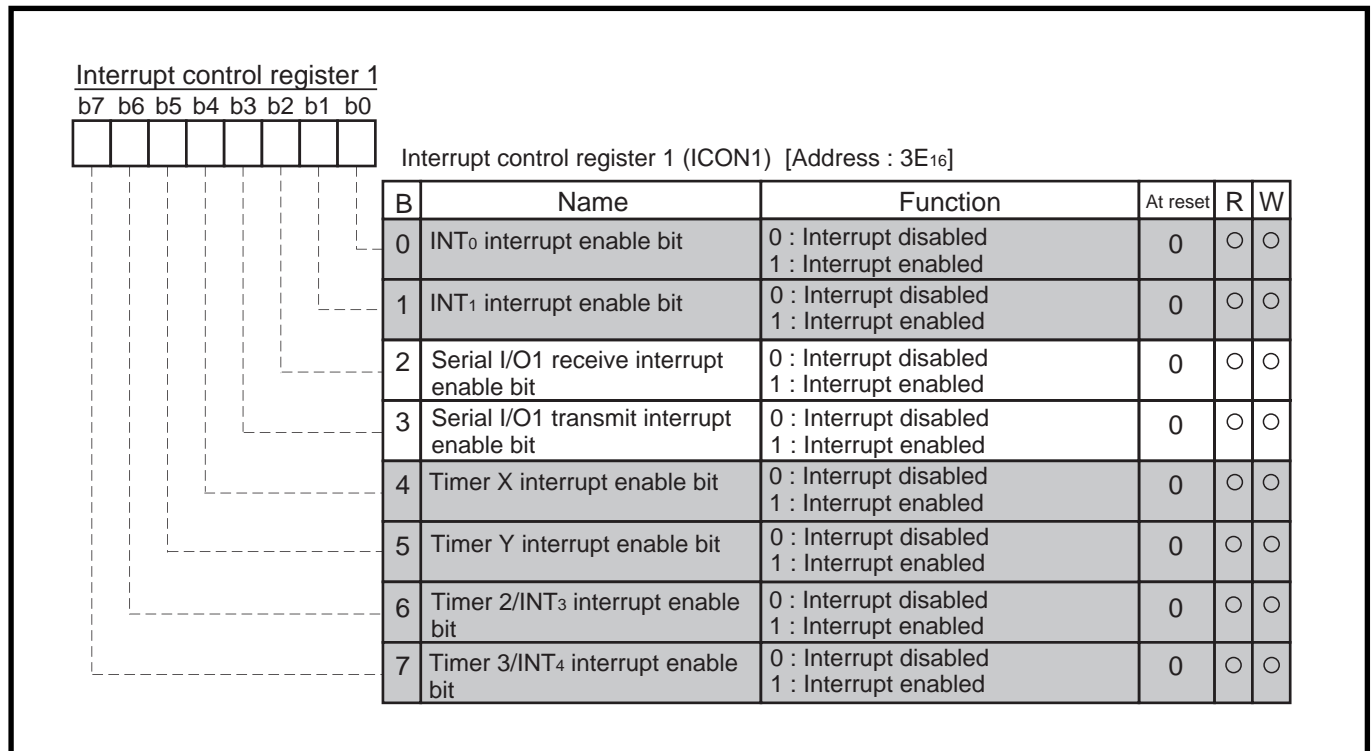 Interrupt control register 1
b7 b6 b5 b4 b3 b2 b1 b0
Interrupt control register 1 (ICON1) [Address : 3E16]
B Name Function At reset R W
0 INT0 interrupt enable bit 0 : Interrupt disabled 0 ○ ○
1 : Interrupt enabled
1 INT1 interrupt enable bit 0 : Interrupt disabled 0 ○ ○
1 : Interrupt enabled
2 Serial I/O1 receive interrupt 0 : Interrupt disabled 0 ○ ○
enable bit 1 : Interrupt enabled
3 Serial I/O1 transmit interrupt 0 : Interrupt disabled 0 ○ ○
enable bit 1 : Interrupt enabled
4 Timer X interrupt enable bit 0 : Interrupt disabled 0 ○ ○
1 : Interrupt enabled
5 Timer Y interrupt enable bit 0 : Interrupt disabled 0 ○ ○
1 : Interrupt enabled
6 Timer 2/INT3 interrupt enable 0 : Interrupt disabled 0 ○ ○
bit 1 : Interrupt enabled
7 Timer 3/INT4 interrupt enable 0 : Interrupt disabled 0 ○ ○
bit 1 : Interrupt enabled